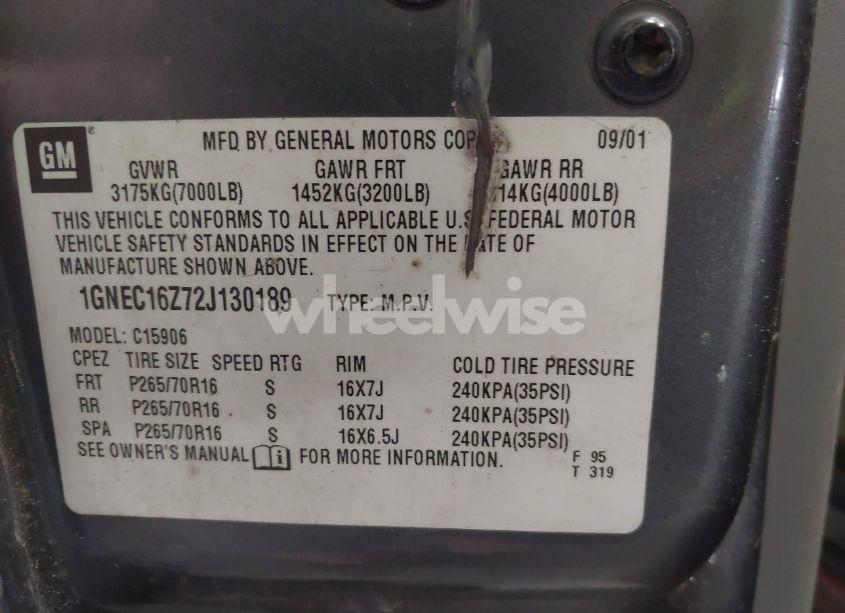 GM ® MFD BY GENERAL MOTORS CORP 09/01
GVWR GAWR FRT GAWR RR
3175KG(7000LB) 1452KG(3200LB) 14KG(4000LB)
THIS VEHICLE CONFORMS TO ALL APPLICABLE U.S. FEDERAL MOTOR
VEHICLE SAFETY STANDARDS IN EFFECT ON THE DATE OF
MANUFACTURE SHOWN ABOVE.
1GNEC16Z72J130189 TYPE: M.P.V.
wheelwise
MODEL: C15906
CPEZ TIRE SIZE SPEED RTG RIM COLD TIRE PRESSURE
FRT P265/70R16 S 16X7J 240KPA(35PSI)
RR P265/70R16 S 16X7J 240KPA(35PSI)
SPA P265/70R16 S 16X6.5J 240KPA(35PSI)
SEE OWNER'S MANUAL i FOR MORE INFORMATION.
F 95
T 319